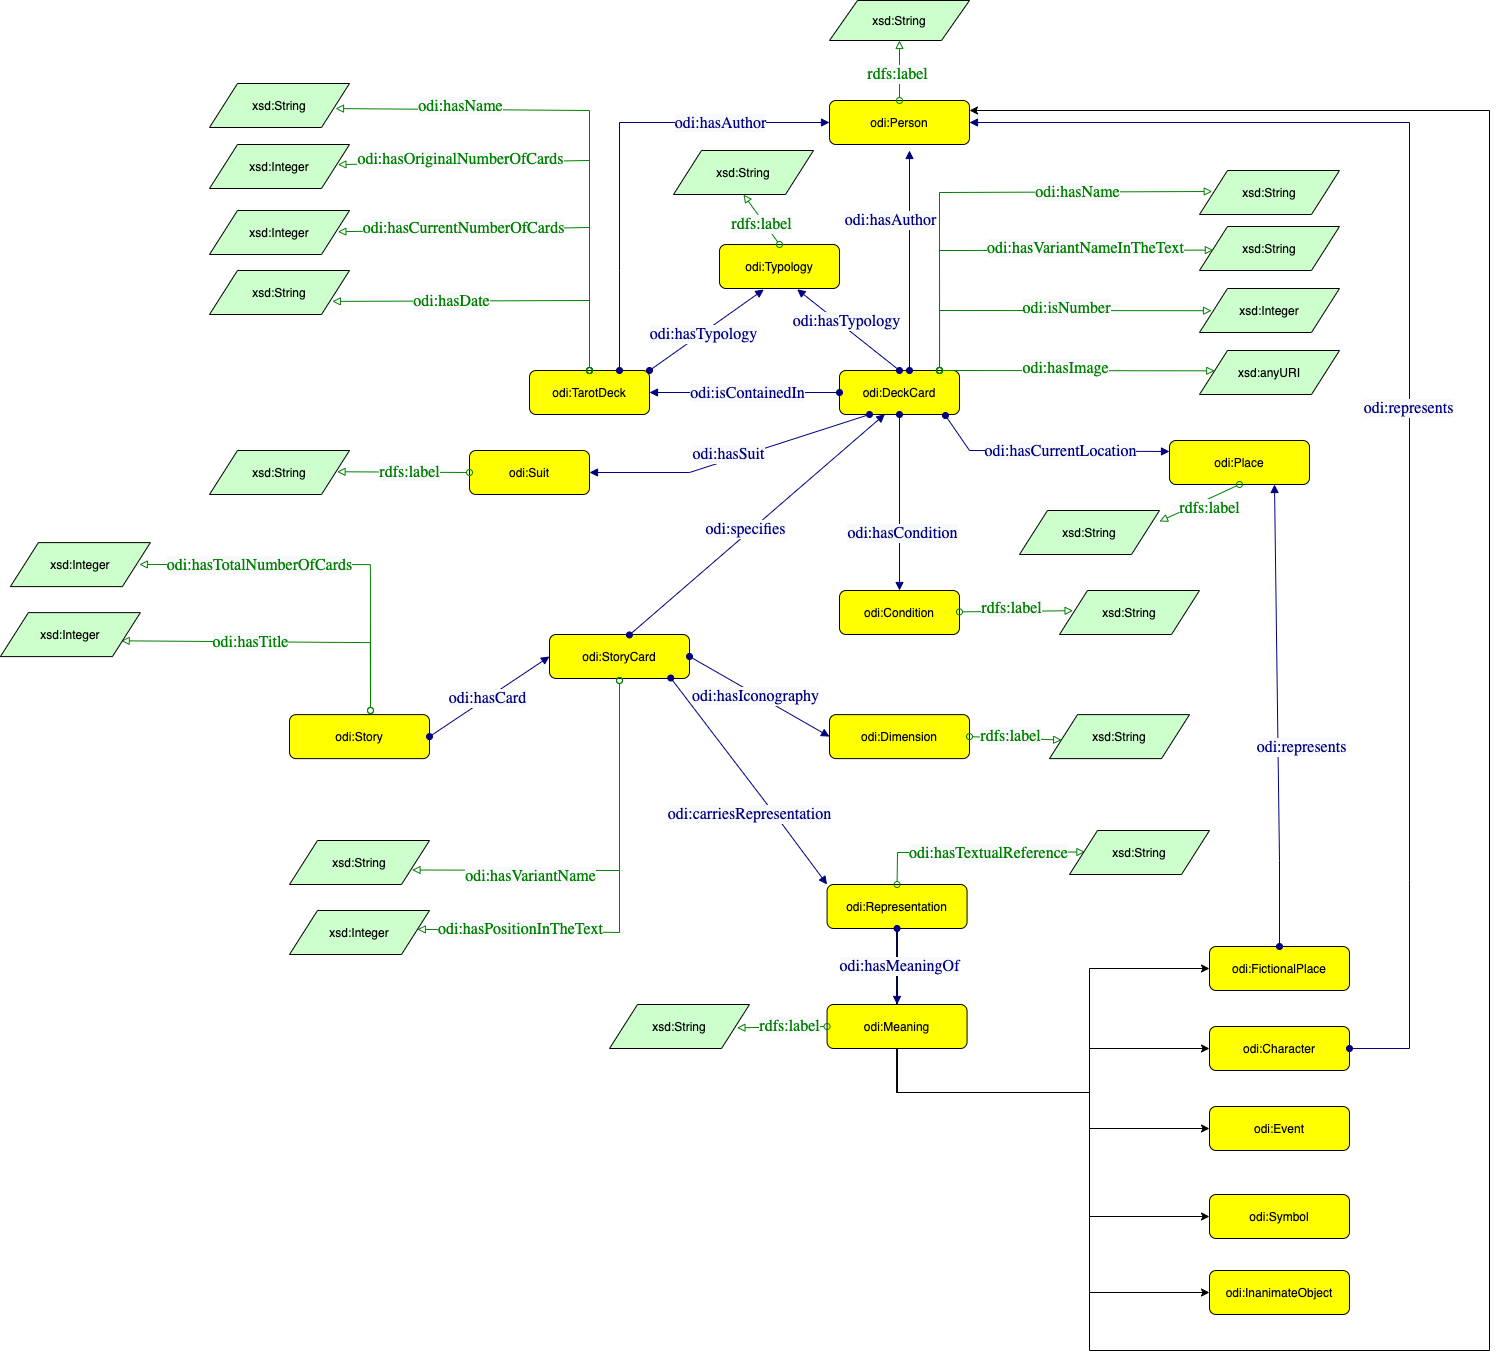 xsd:String
rdfs:label
xsd:String
odi:hasName
odi:hasAuthor
odi:Person
xsd:Integer
odi:hasOriginalNumberOfCards
xsd:String
xsd:String
odi:hasName
rdfs:label
odi:hasAuthor
xsd:Integer
odi:hasCurrentNumberOfCards
odi:hasVariantNameInTheText
xsd:String
odi:Typology
xsd:String
odi:hasDate
odi:isNumber
xsd:Integer
odi:hasTypology
odi:hasTypology
odi:hasImage
xsd:anyURI
odi:TarotDeck
odi:isContainedIn
odi:DeckCard
odi:represents
xsd:String
rdfs:label
odi:Suit
odi:hasSuit
odi:hasCurrentLocation
odi:Place
rdfs:label
odi:specifies
odi:hasCondition
xsd:String
xsd:Integer
odi:hasTotalNumberOfCards
odi:Condition
rdfs:label
xsd:String
xsd:Integer
odi:hasTitle
odi:StoryCard
odi:hasCard
odi:hasIconography
odi:Story
odi:Dimension
rdfs:label
xsd:String
odi:represents
odi:carriesRepresentation
xsd:String
odi:hasVariantName
odi:hasTextualReference
xsd:String
xsd:Integer
odi:hasPositionInTheText
odi:Representation
odi:hasMeaningOf
odi:FictionalPlace
xsd:String
rdfs:label
odi:Meaning
odi:Character
odi:Event
odi:Symbol
odi:InanimateObject